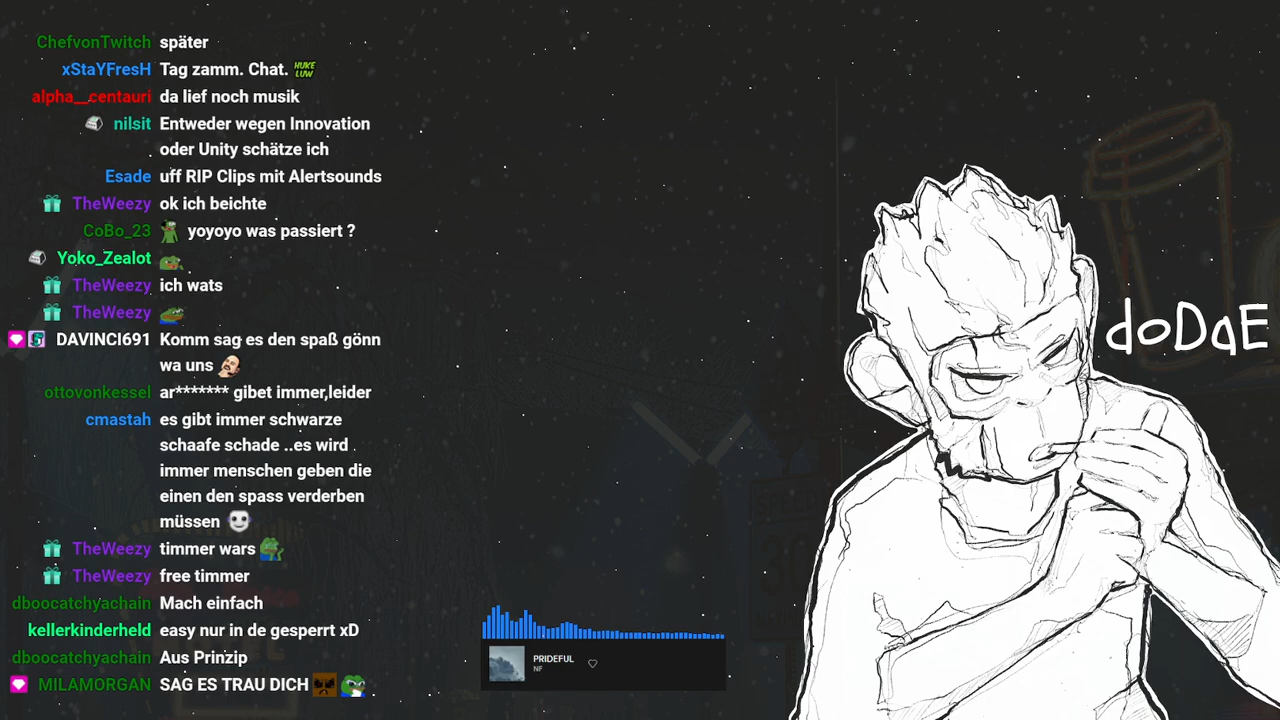 ChefvonTwitch später
xStaYFresH Tag zamm. Chat. HUKE LUW
alpha__centauri da lief noch musik
nilsit Entweder wegen Innovation
oder Unity schätze ich
Esade uff RIP Clips mit Alertsounds
TheWeezy ok ich beichte
CoBo_23 yoyoyo was passiert ?
Yoko_Zealot
TheWeezy ich wats
TheWeezy
DAVINCI691 Komm sag es den spaß gönn
wa uns
ottovonkessel ar******* gibet immer,leider
cmastah es gibt immer schwarze
schaafe schade ..es wird
immer menschen geben die
einen den spass verderben
müssen
TheWeezy timmer wars
TheWeezy free timmer
dboocatchyachain Mach einfach
kellerkinderheld easy nur in de gesperrt xD
dboocatchyachain Aus Prinzip
MILAMORGAN SAG ES TRAU DICH
PRIDEFUL
NF
doDaE